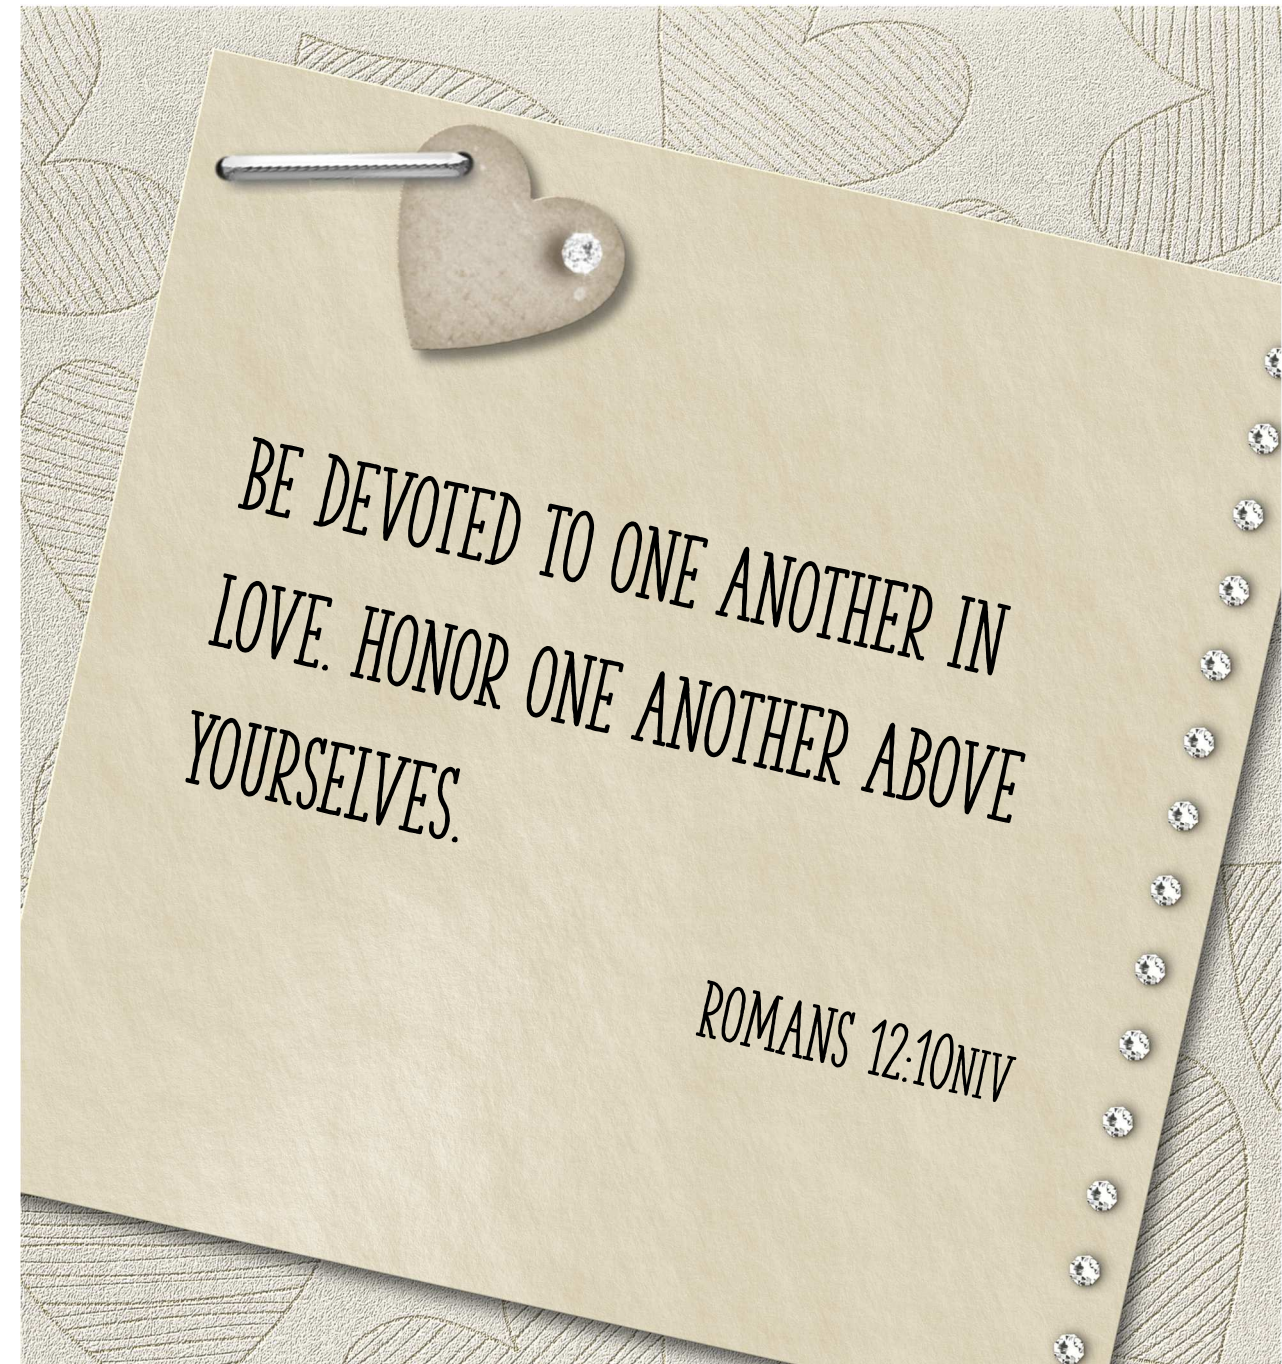 BE DEVOTED TO ONE ANOTHER IN
LOVE. HONOR ONE ANOTHER ABOVE
YOURSELVES.
ROMANS 12:10NIV